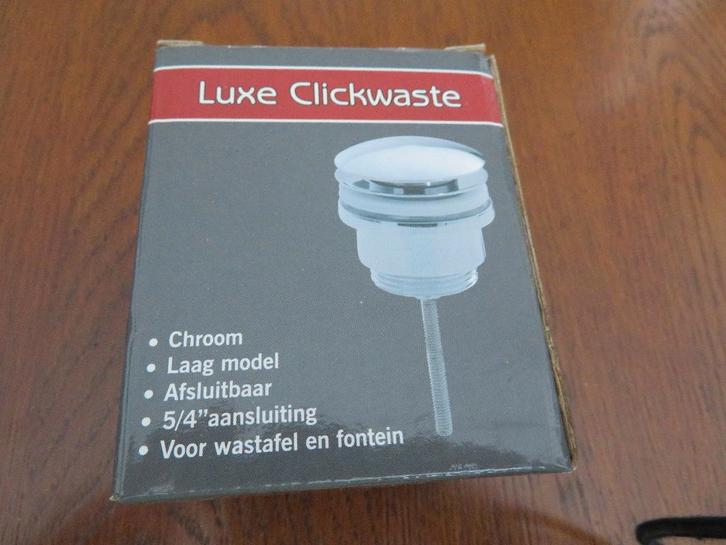 Luxe Clickwaste
• Chroom
• Laag model
• Afsluitbaar
• 5/4”aansluiting
• Voor wastafel en fontein